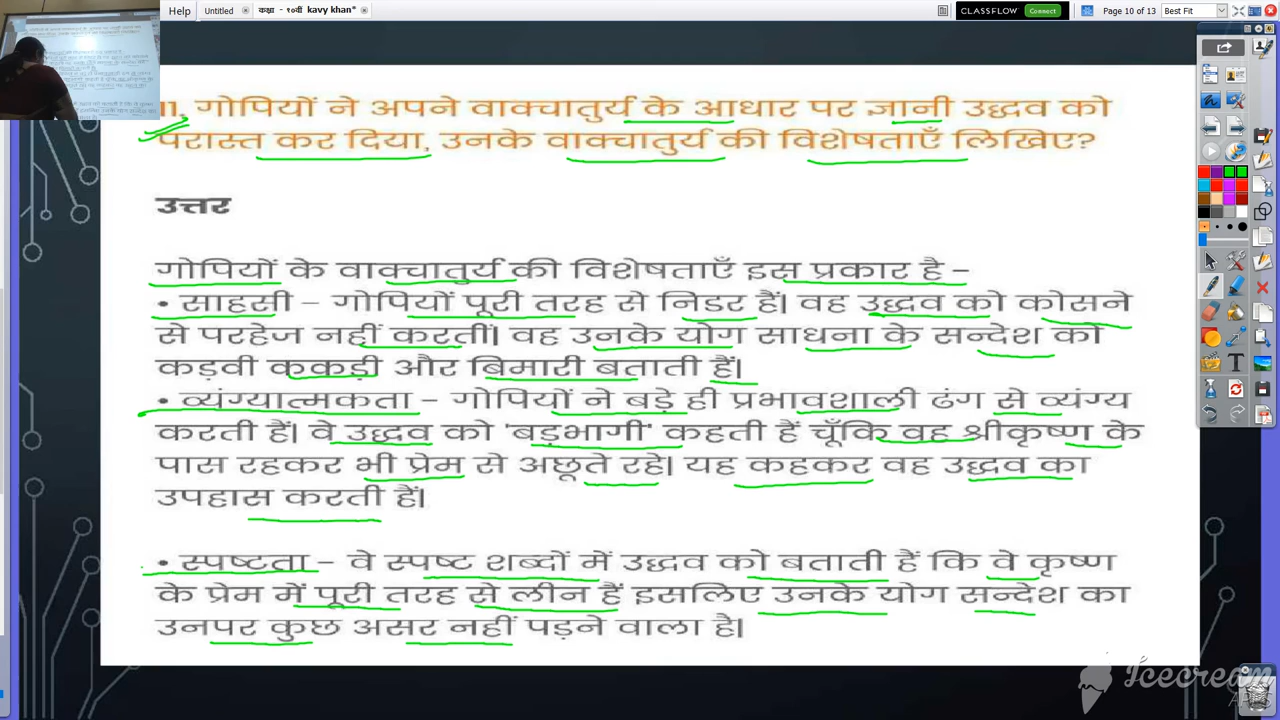 Help
Untitled
कक्षा - १०वीं kavy khan*
CLASSFLOW Connect
Page 10 of 13
Best Fit
11, गोपियों ने अपने वाक्चातुर्य के आधार पर ज्ञानी उद्धव को
परास्त कर दिया, उनके वाक्चातुर्य की विशेषताएँ लिखिए?
उत्तर
गोपियों के वाक्चातुर्य की विशेषताएँ इस प्रकार है -
• साहसी - गोपियों पूरी तरह से निडर हैं| वह उद्धव को कोसने
से परहेज नहीं करतीं| वह उनके योग साधना के सन्देश को
कड़वी ककड़ी और बिमारी बताती हैं|
• व्यंग्यात्मकता - गोपियों ने बड़े ही प्रभावशाली ढंग से व्यंग्य
करती हैं| वे उद्धव को 'बड़भागी' कहती हैं चूँकि वह श्रीकृष्ण के
पास रहकर भी प्रेम से अछूते रहे| यह कहकर वह उद्धव का
उपहास करती हैं|
• स्पष्टता - वे स्पष्ट शब्दों में उद्धव को बताती हैं कि वे कृष्ण
के प्रेम में पूरी तरह से लीन हैं इसलिए उनके योग सन्देश का
उनपर कुछ असर नहीं पड़ने वाला है|
Icecream
APPS